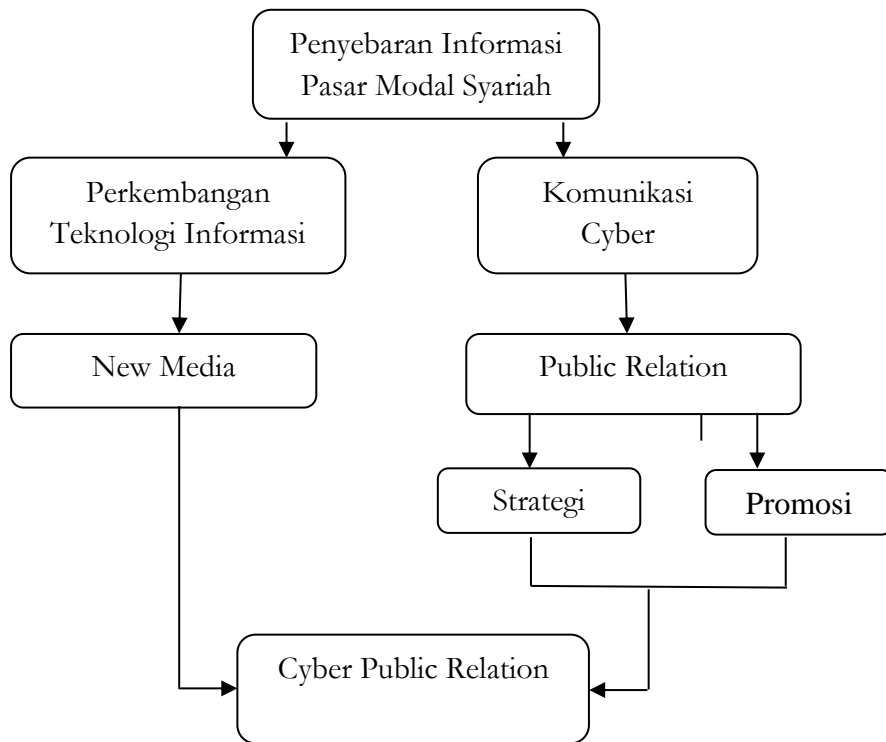 Penyebaran Informasi
Pasar Modal Syariah
Perkembangan
Teknologi Informasi
Komunikasi
Cyber
New Media
Public Relation
Strategi
Promosi
Cyber Public Relation